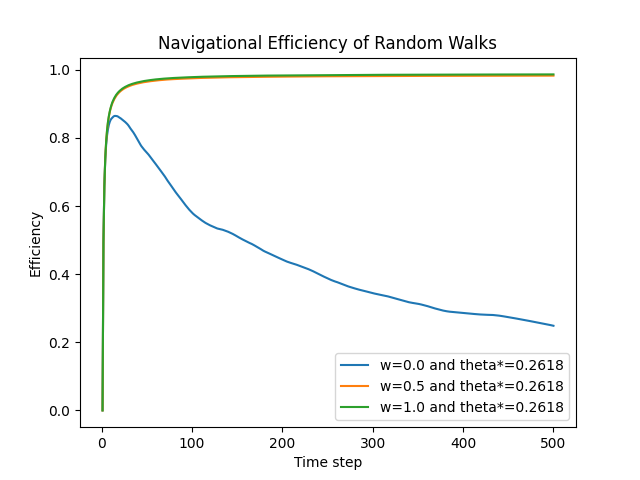 Navigational Efficiency of Random Walks
1.0
0.8
0.6
0.4
0.2
0.0
Efficiency
w=0.0 and theta*=0.2618
w=0.5 and theta*=0.2618
w=1.0 and theta*=0.2618
0 100 200 300 400 500
Time step